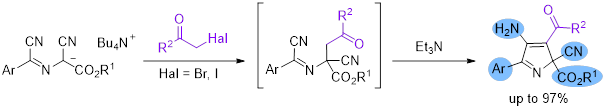 CN CN Bu4N+ Ar N − CO2R1
O R2 Hal
Hal = Br, I
R2 CN O Ar N CN CO2R1
Et3N
O R2 H2N CN Ar N CO2R1
up to 97%